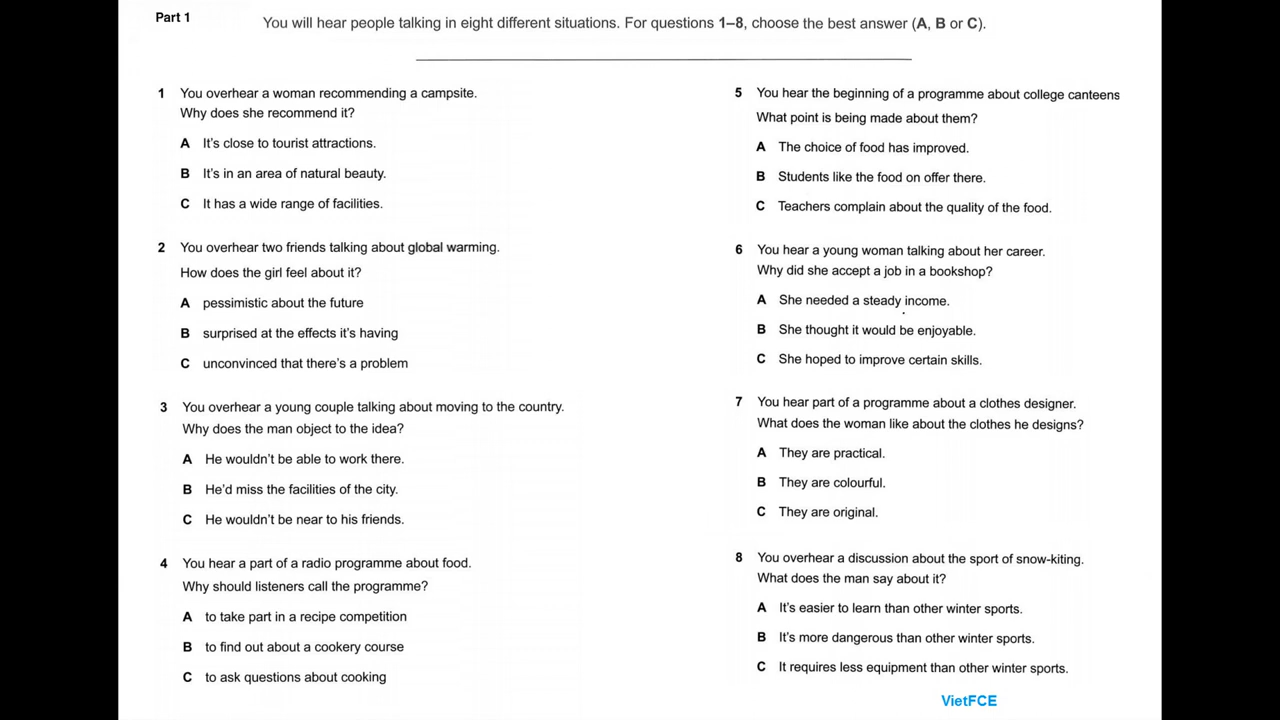 Part 1
You will hear people talking in eight different situations. For questions 1–8, choose the best answer (A, B or C).
1 You overhear a woman recommending a campsite.
Why does she recommend it?
A It's close to tourist attractions.
B It's in an area of natural beauty.
C It has a wide range of facilities.
2 You overhear two friends talking about global warming.
How does the girl feel about it?
A pessimistic about the future
B surprised at the effects it's having
C unconvinced that there's a problem
3 You overhear a young couple talking about moving to the country.
Why does the man object to the idea?
A He wouldn't be able to work there.
B He'd miss the facilities of the city.
C He wouldn't be near to his friends.
4 You hear a part of a radio programme about food.
Why should listeners call the programme?
A to take part in a recipe competition
B to find out about a cookery course
C to ask questions about cooking
5 You hear the beginning of a programme about college canteens
What point is being made about them?
A The choice of food has improved.
B Students like the food on offer there.
C Teachers complain about the quality of the food.
6 You hear a young woman talking about her career.
Why did she accept a job in a bookshop?
A She needed a steady income.
B She thought it would be enjoyable.
C She hoped to improve certain skills.
7 You hear part of a programme about a clothes designer.
What does the woman like about the clothes he designs?
A They are practical.
B They are colourful.
C They are original.
8 You overhear a discussion about the sport of snow-kiting.
What does the man say about it?
A It's easier to learn than other winter sports.
B It's more dangerous than other winter sports.
C It requires less equipment than other winter sports.
VietFCE